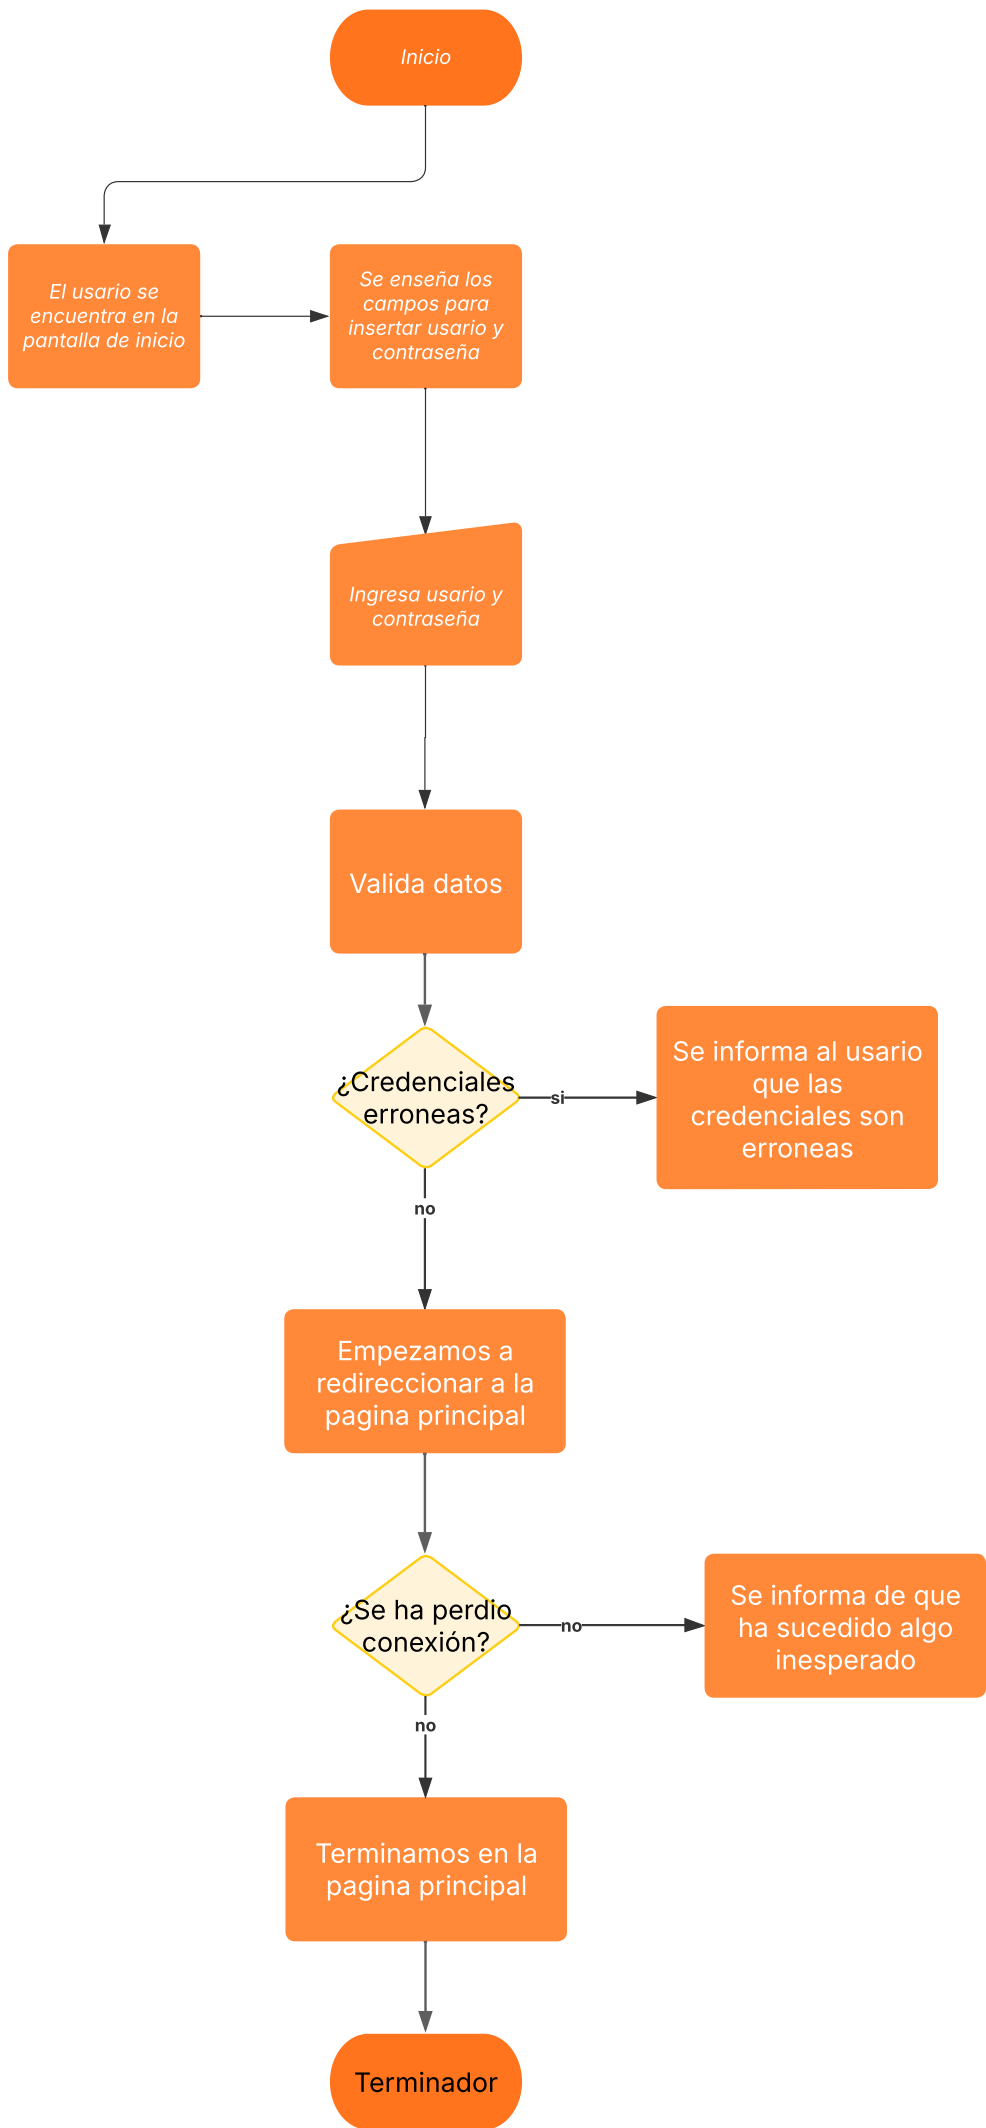 Inicio
El usario se
encuentra en la
pantalla de inicio
Se enseña los
campos para
insertar usario y
contraseña
Ingresa usario y
contraseña
Valida datos
¿Credenciales
erroneas?
si
Se informa al usario
que las
credenciales son
erroneas
no
Empezamos a
redireccionar a la
pagina principal
¿Se ha perdio
conexión?
no
Se informa de que
ha sucedido algo
inesperado
no
Terminamos en la
pagina principal
Terminador